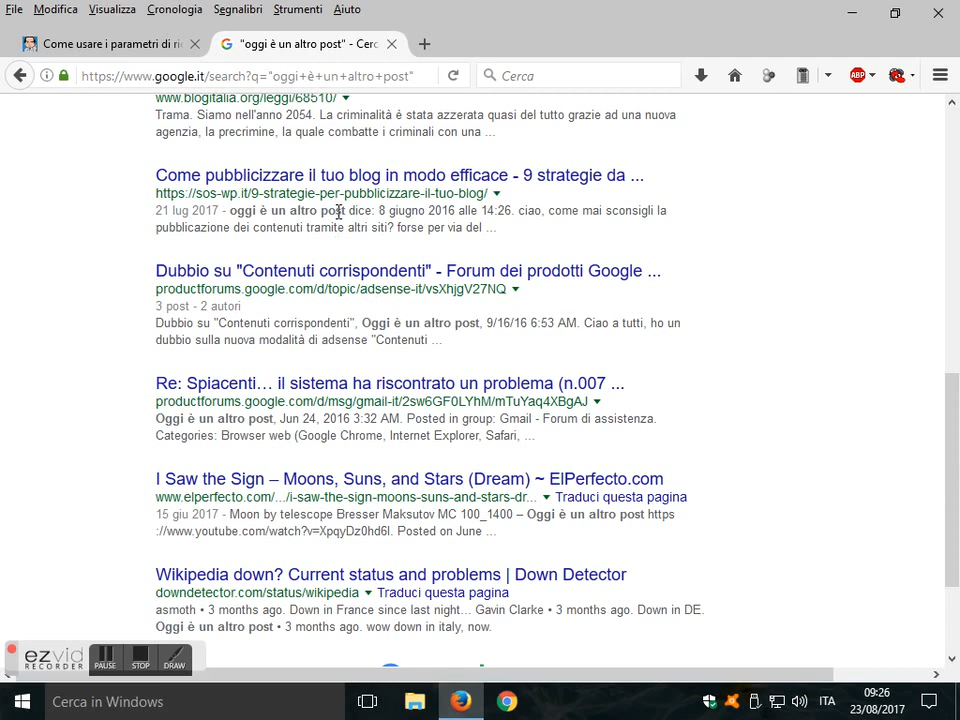 File Modifica Visualizza Cronologia Segnalibri Strumenti Aiuto
Come usare i parametri di ri
"oggi è un altro post" - Cerc
https://www.google.it/search?q="oggi+è+un+altro+post"
Cerca
ABP
www.blogitalia.org/leggi/68510/
Trama. Siamo nell'anno 2054. La criminalità è stata azzerata quasi del tutto grazie ad una nuova
agenzia, la precrimine, la quale combatte i criminali con una ...
Come pubblicizzare il tuo blog in modo efficace - 9 strategie da ...
https://sos-wp.it/9-strategie-per-pubblicizzare-il-tuo-blog/
21 lug 2017 - oggi è un altro post dice: 8 giugno 2016 alle 14:26. ciao, come mai sconsigli la
pubblicazione dei contenuti tramite altri siti? forse per via del ...
Dubbio su "Contenuti corrispondenti" - Forum dei prodotti Google ...
productforums.google.com/d/topic/adsense-it/vsXhjgV27NQ
3 post - 2 autori
Dubbio su "Contenuti corrispondenti", Oggi è un altro post, 9/16/16 6:53 AM. Ciao a tutti, ho un
dubbio sulla nuova modalità di adsense "Contenuti ...
Re: Spiacenti… il sistema ha riscontrato un problema (n.007 ...
productforums.google.com/d/msg/gmail-it/2sw6GF0LYhM/mTuYaq4XBgAJ
Oggi è un altro post, Jun 24, 2016 3:32 AM. Posted in group: Gmail - Forum di assistenza.
Categories: Browser web (Google Chrome, Internet Explorer, Safari, ...
I Saw the Sign – Moons, Suns, and Stars (Dream) ~ ElPerfecto.com
www.elperfecto.com/.../i-saw-the-sign-moons-suns-and-stars-dr... Traduci questa pagina
15 giu 2017 - Moon by telescope Bresser Maksutov MC 100_1400 – Oggi è un altro post https
://www.youtube.com/watch?v=XpqyDz0hd6I. Posted on June ...
Wikipedia down? Current status and problems | Down Detector
downdetector.com/status/wikipedia Traduci questa pagina
asmoth • 3 months ago. Down in France since last night... Gavin Clarke • 3 months ago. Down in DE.
Oggi è un altro post • 3 months ago. wow down in italy, now.
ezvid
RECORDER
PAUSE STOP DRAW
Cerca in Windows
ITA
09:26
23/08/2017